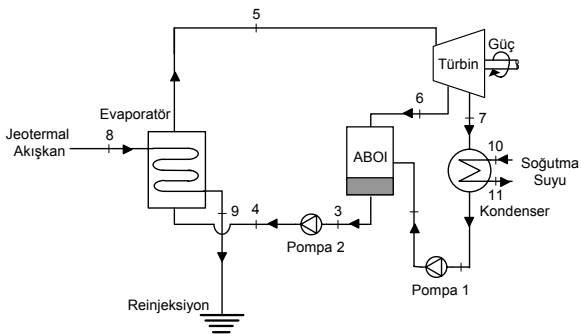 5
Güç
Türbin
6
7
Evaporatör
Jeotermal
Akışkan
8
ABOI
10
Soğutma
Suyu
11
Kondenser
9
4
3
Pompa 2
Pompa 1
Reinjeksiyon